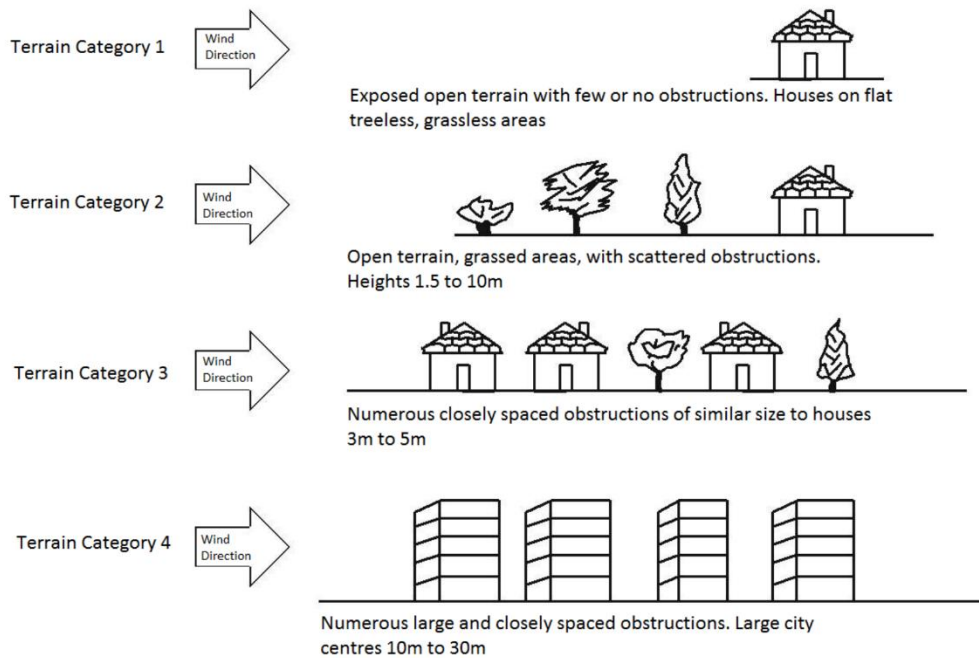 Terrain Category 1
Wind
Direction
Exposed open terrain with few or no obstructions. Houses on flat
treeless, grassless areas
Terrain Category 2
Wind
Direction
Open terrain, grassed areas, with scattered obstructions.
Heights 1.5 to 10m
Terrain Category 3
Wind
Direction
Numerous closely spaced obstructions of similar size to houses
3m to 5m
Terrain Category 4
Wind
Direction
Numerous large and closely spaced obstructions. Large city
centres 10m to 30m